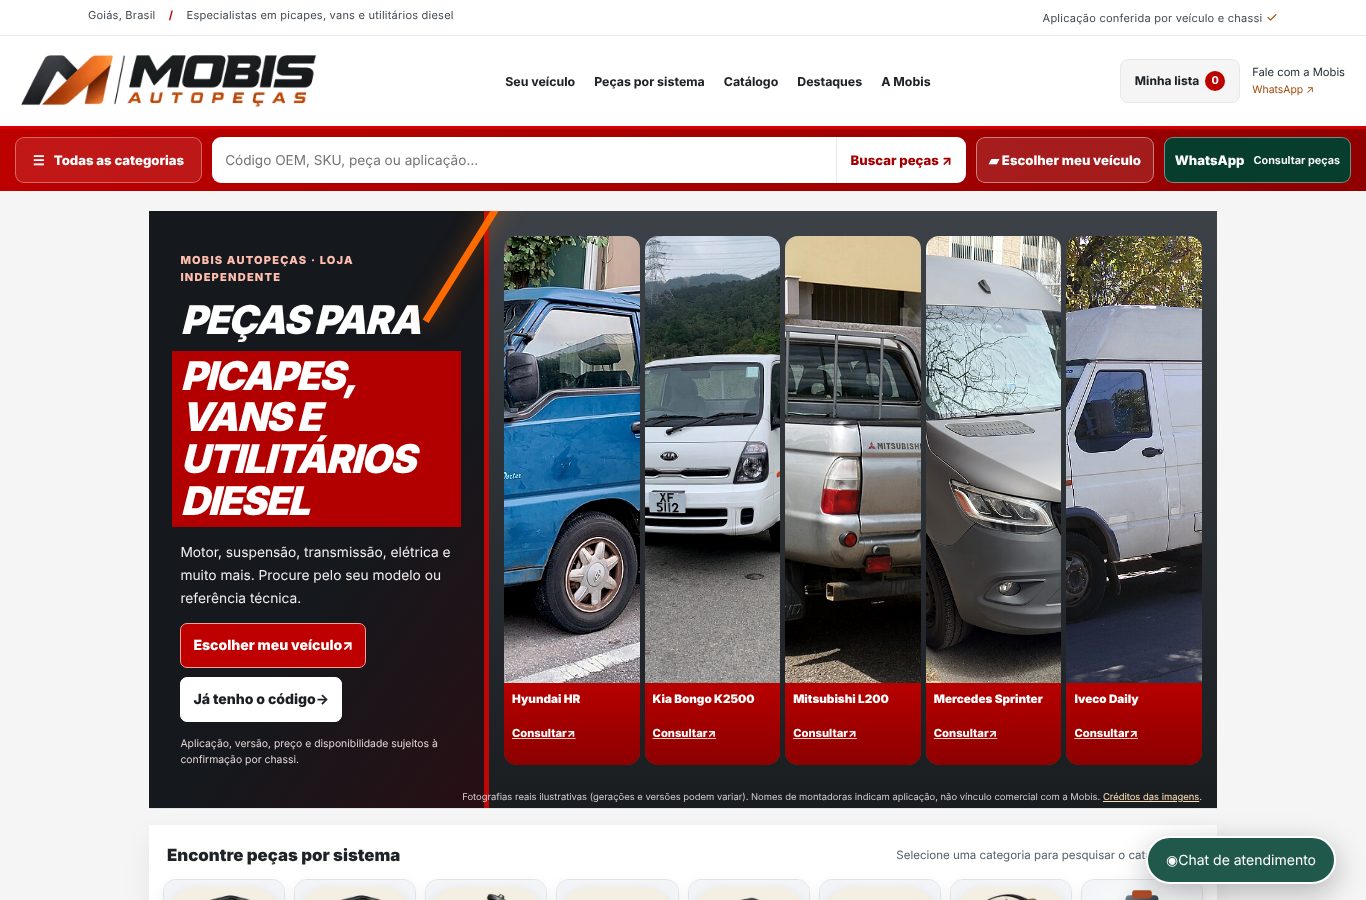 Goiás, Brasil / Especialistas em picapes, vans e utilitários diesel
Aplicação conferida por veículo e chassi ✓
MOBIS
AUTOPEÇAS
Seu veículo Peças por sistema Catálogo Destaques A Mobis
Minha lista 0
Fale com a Mobis
WhatsApp ↗
☰ Todas as categorias
Código OEM, SKU, peça ou aplicação...
Buscar peças ↗
▰ Escolher meu veículo
WhatsApp Consultar peças
MOBIS AUTOPEÇAS · LOJA
INDEPENDENTE
PEÇAS PARA
PICAPES,
VANS E
UTILITÁRIOS
DIESEL
Motor, suspensão, transmissão, elétrica e
muito mais. Procure pelo seu modelo ou
referência técnica.
Escolher meu veículo↗
Já tenho o código→
Aplicação, versão, preço e disponibilidade sujeitos à
confirmação por chassi.
Porter
KIA
XF
5112
MITSUBISHI
Hyundai HR
Consultar↗
Kia Bongo K2500
Consultar↗
Mitsubishi L200
Consultar↗
Mercedes Sprinter
Consultar↗
Iveco Daily
Consultar↗
Fotografias reais ilustrativas (gerações e versões podem variar). Nomes de montadoras indicam aplicação, não vínculo comercial com a Mobis. Créditos das imagens.
Encontre peças por sistema
Selecione uma categoria para pesquisar o cat
◉Chat de atendimento